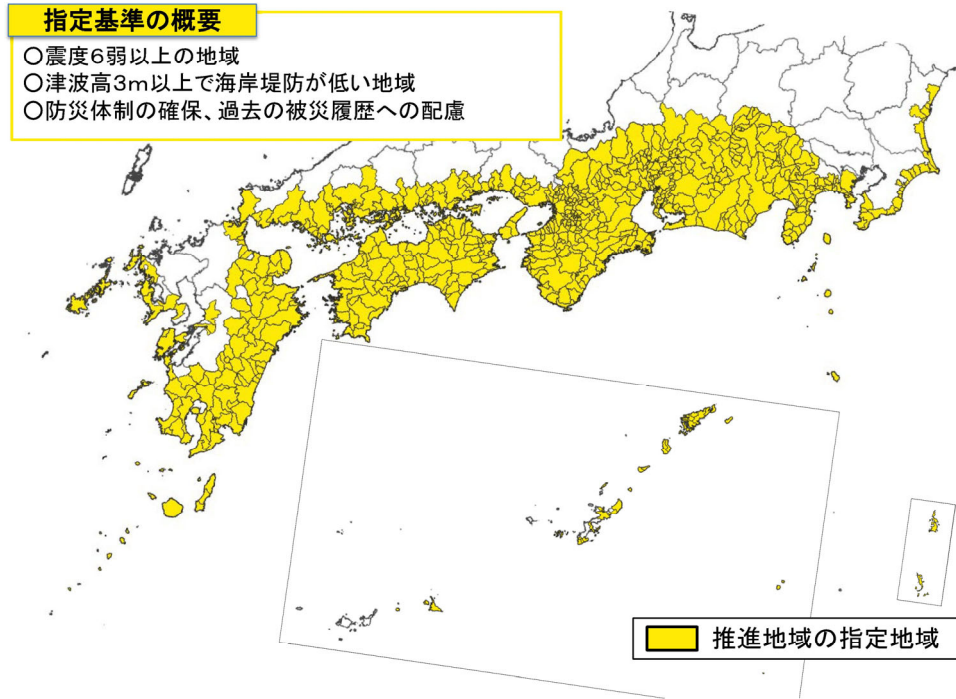 指定基準の概要
○震度6弱以上の地域
○津波高3m以上で海岸堤防が低い地域
○防災体制の確保、過去の被災履歴への配慮
推進地域の指定地域